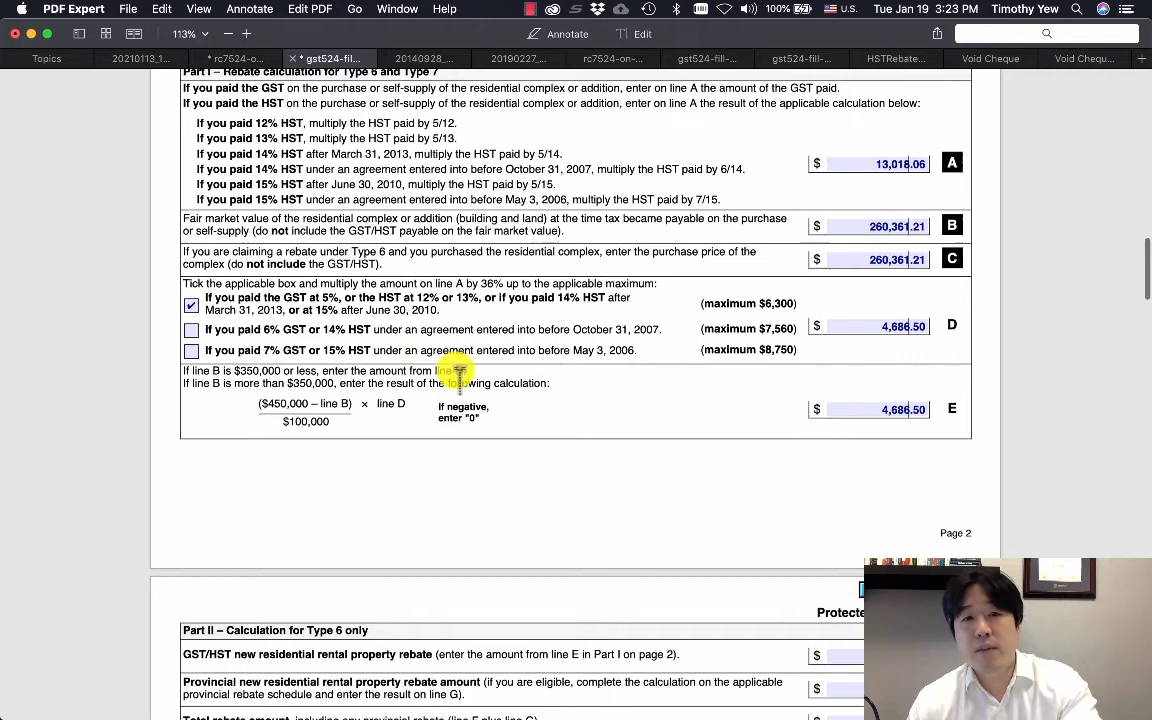 PDF Expert File Edit View Annotate Edit PDF Go Window Help 100% U.S. Tue Jan 19 3:23 PM Timothy Yew
113% Annotate Edit
Topics 20210113_1... * rc7524-o... * gst524-fil... 20140928_... 20190227_... rc7524-on-... gst524-fill-... gst524-fill-... HSTRebate... Void Cheque Void Chequ...
Part I – Rebate calculation for Type 6 and Type 7
If you paid the GST on the purchase or self-supply of the residential complex or addition, enter on line A the amount of the GST paid.
If you paid the HST on the purchase or self-supply of the residential complex or addition, enter on line A the result of the applicable calculation below:
If you paid 12% HST, multiply the HST paid by 5/12.
If you paid 13% HST, multiply the HST paid by 5/13.
If you paid 14% HST after March 31, 2013, multiply the HST paid by 5/14.
$ 13,018.06 A
If you paid 14% HST under an agreement entered into before October 31, 2007, multiply the HST paid by 6/14.
If you paid 15% HST after June 30, 2010, multiply the HST paid by 5/15.
If you paid 15% HST under an agreement entered into before May 3, 2006, multiply the HST paid by 7/15.
Fair market value of the residential complex or addition (building and land) at the time tax became payable on the purchase
or self-supply (do not include the GST/HST payable on the fair market value).
$ 260,361.21 B
If you are claiming a rebate under Type 6 and you purchased the residential complex, enter the purchase price of the
complex (do not include the GST/HST).
$ 260,361.21 C
Tick the applicable box and multiply the amount on line A by 36% up to the applicable maximum:
If you paid the GST at 5%, or the HST at 12% or 13%, or if you paid 14% HST after
March 31, 2013, or at 15% after June 30, 2010.
(maximum $6,300)
If you paid 6% GST or 14% HST under an agreement entered into before October 31, 2007. (maximum $7,560) $ 4,686.50 D
If you paid 7% GST or 15% HST under an agreement entered into before May 3, 2006. (maximum $8,750)
If line B is $350,000 or less, enter the amount from line
If line B is more than $350,000, enter the result of the following calculation:
($450,000 – line B) x line D
$100,000
If negative,
enter "0"
$ 4,686.50 E
Page 2
Protecte
Part II – Calculation for Type 6 only
GST/HST new residential rental property rebate (enter the amount from line E in Part I on page 2). $
Provincial new residential rental property rebate amount (if you are eligible, complete the calculation on the applicable
provincial rebate schedule and enter the result on line G).
$
Total rebate amount, including any provincial rebate (line F plus line G). $